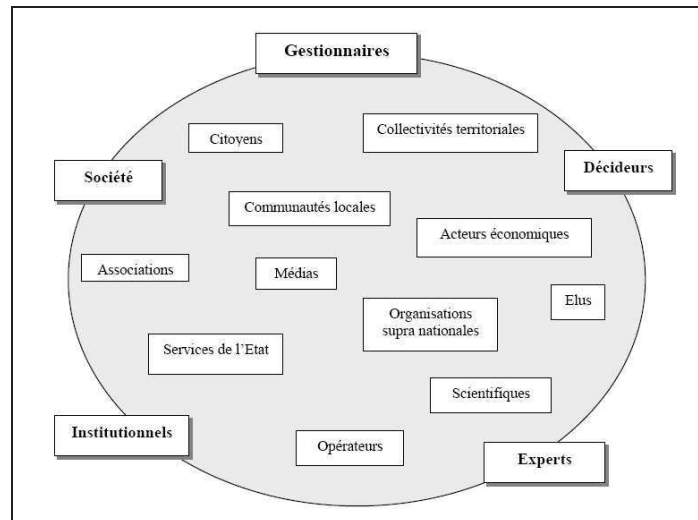 Gestionnaires
Citoyens
Collectivités territoriales
Société
Décideurs
Communautés locales
Acteurs économiques
Associations
Médias
Elus
Organisations
supra nationales
Services de l'Etat
Scientifiques
Institutionnels
Opérateurs
Experts